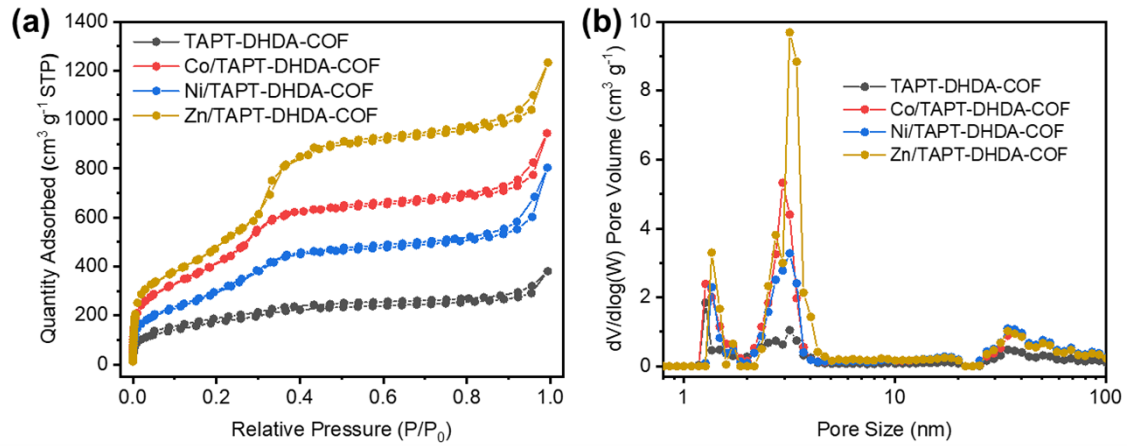 (a)
1400
1200
1000
800
600
400
200
0
Quantity Adsorbed (cm³ g⁻¹ STP)
TAPT-DHDA-COF
Co/TAPT-DHDA-COF
Ni/TAPT-DHDA-COF
Zn/TAPT-DHDA-COF
0.0 0.2 0.4 0.6 0.8 1.0
Relative Pressure (P/P₀)
(b)
10
8
6
4
2
0
dV/dlog(W) Pore Volume (cm³ g⁻¹)
TAPT-DHDA-COF
Co/TAPT-DHDA-COF
Ni/TAPT-DHDA-COF
Zn/TAPT-DHDA-COF
1 10 100
Pore Size (nm)